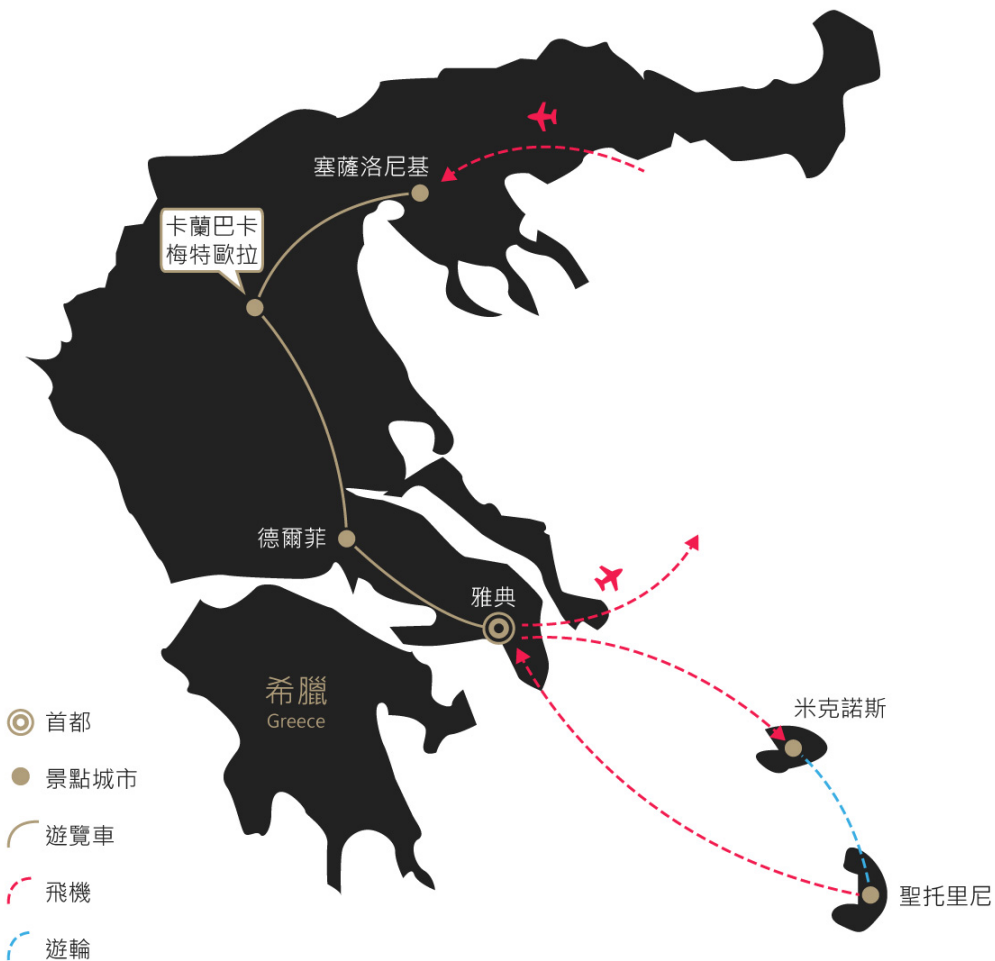 塞薩洛尼基
卡蘭巴卡
梅特歐拉
德爾菲
雅典
希臘
Greece
米克諾斯
聖托里尼
首都
景點城市
遊覽車
飛機
遊輪